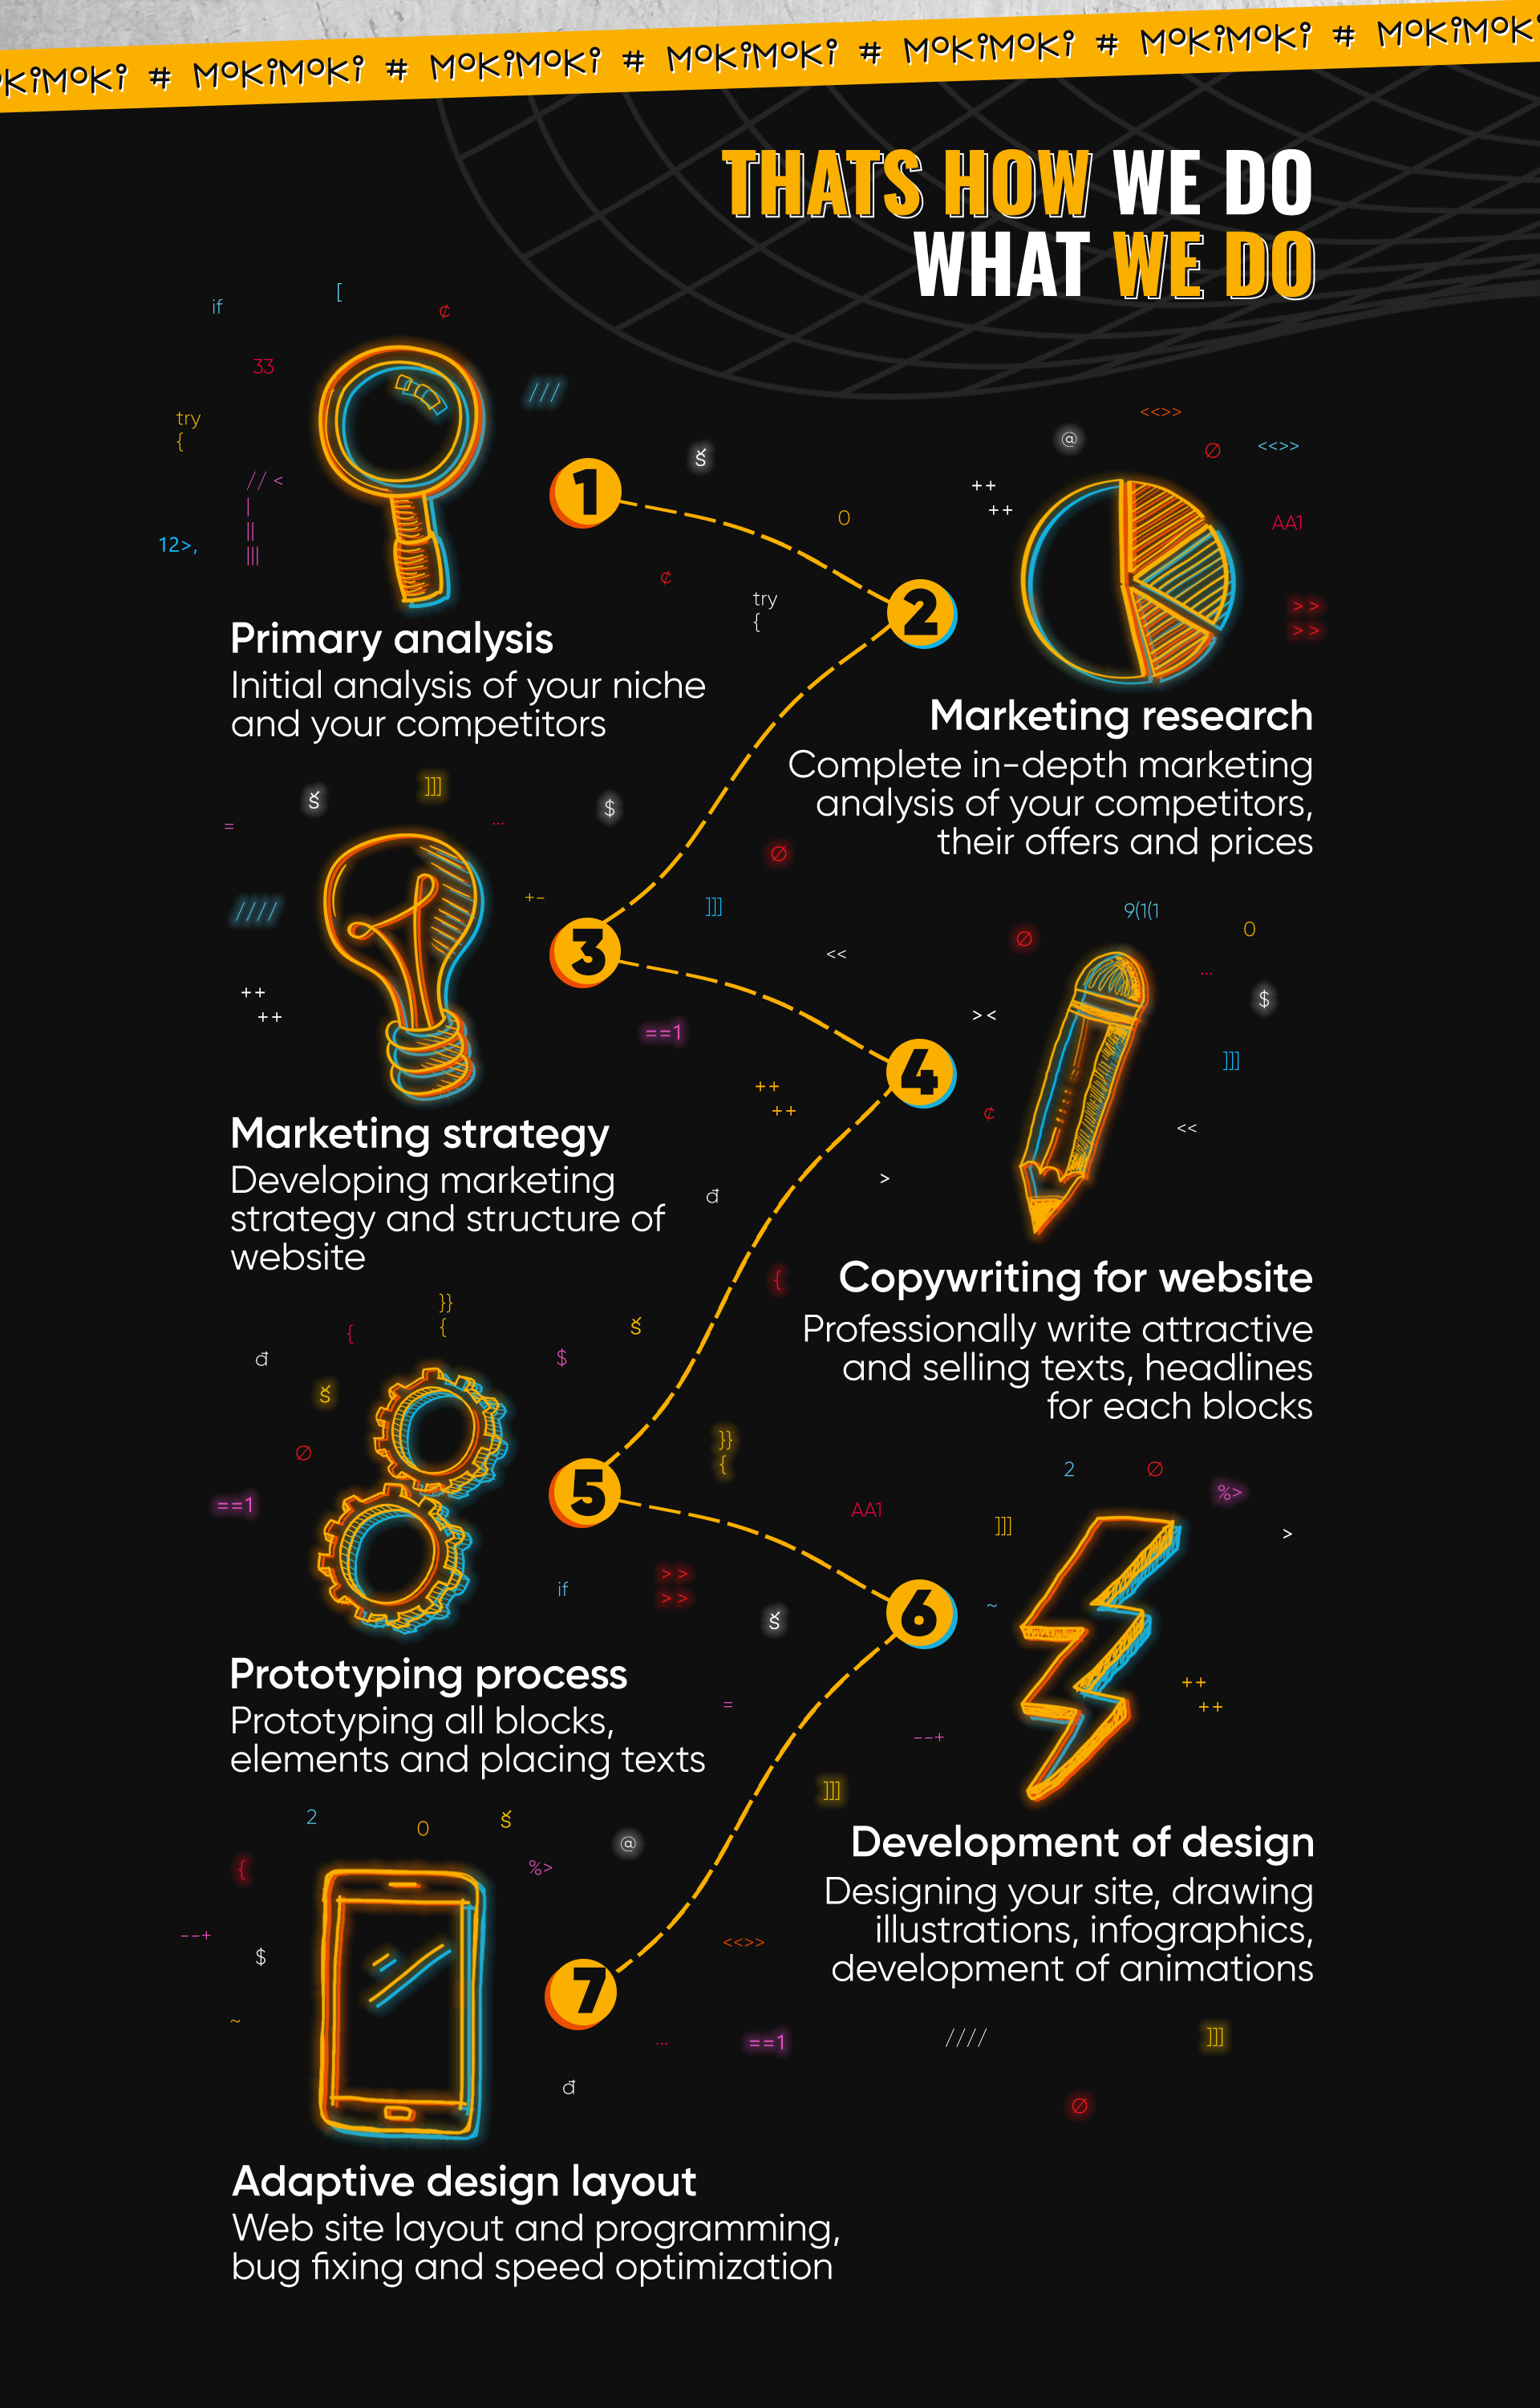 MOKiMOKi # MOKiMOKi # MOKiMOKi # MOKiMOKi # MOKiMOKi # MOKiMOKi #
THATS HOW WE DO
WHAT WE DO
1
Primary analysis
Initial analysis of your niche
and your competitors
2
Marketing research
Complete in-depth marketing
analysis of your competitors,
their offers and prices
3
Marketing strategy
Developing marketing
strategy and structure of
website
4
Copywriting for website
Professionally write attractive
and selling texts, headlines
for each blocks
5
Prototyping process
Prototyping all blocks,
elements and placing texts
6
Development of design
Designing your site, drawing
illustrations, infographics,
development of animations
7
Adaptive design layout
Web site layout and programming,
bug fixing and speed optimization